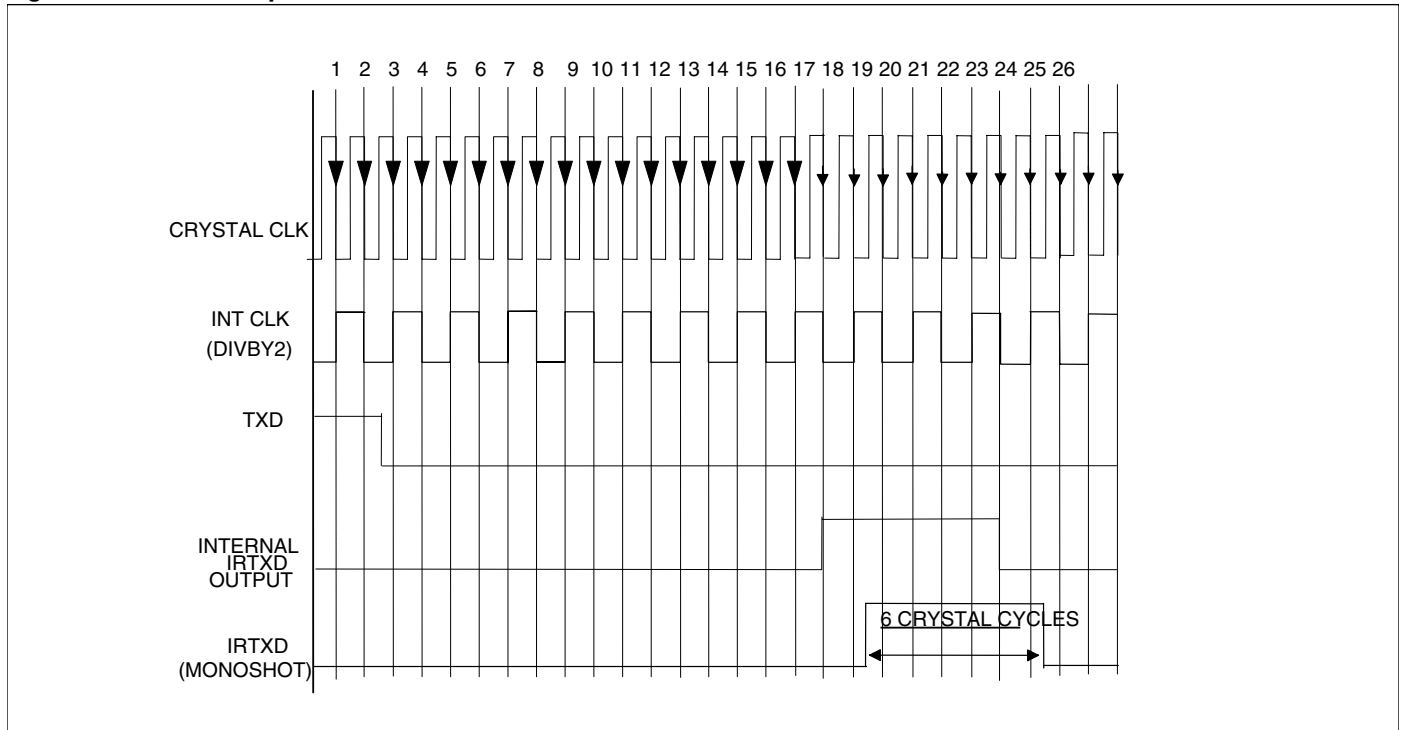 1 2 3 4 5 6 7 8 9 10 11 12 13 14 15 16 17 18 19 20 21 22 23 24 25 26
CRYSTAL CLK
INT CLK
(DIVBY2)
TXD
INTERNAL
IRTXD
OUTPUT
6 CRYSTAL CYCLES
IRTXD
(MONOSHOT)